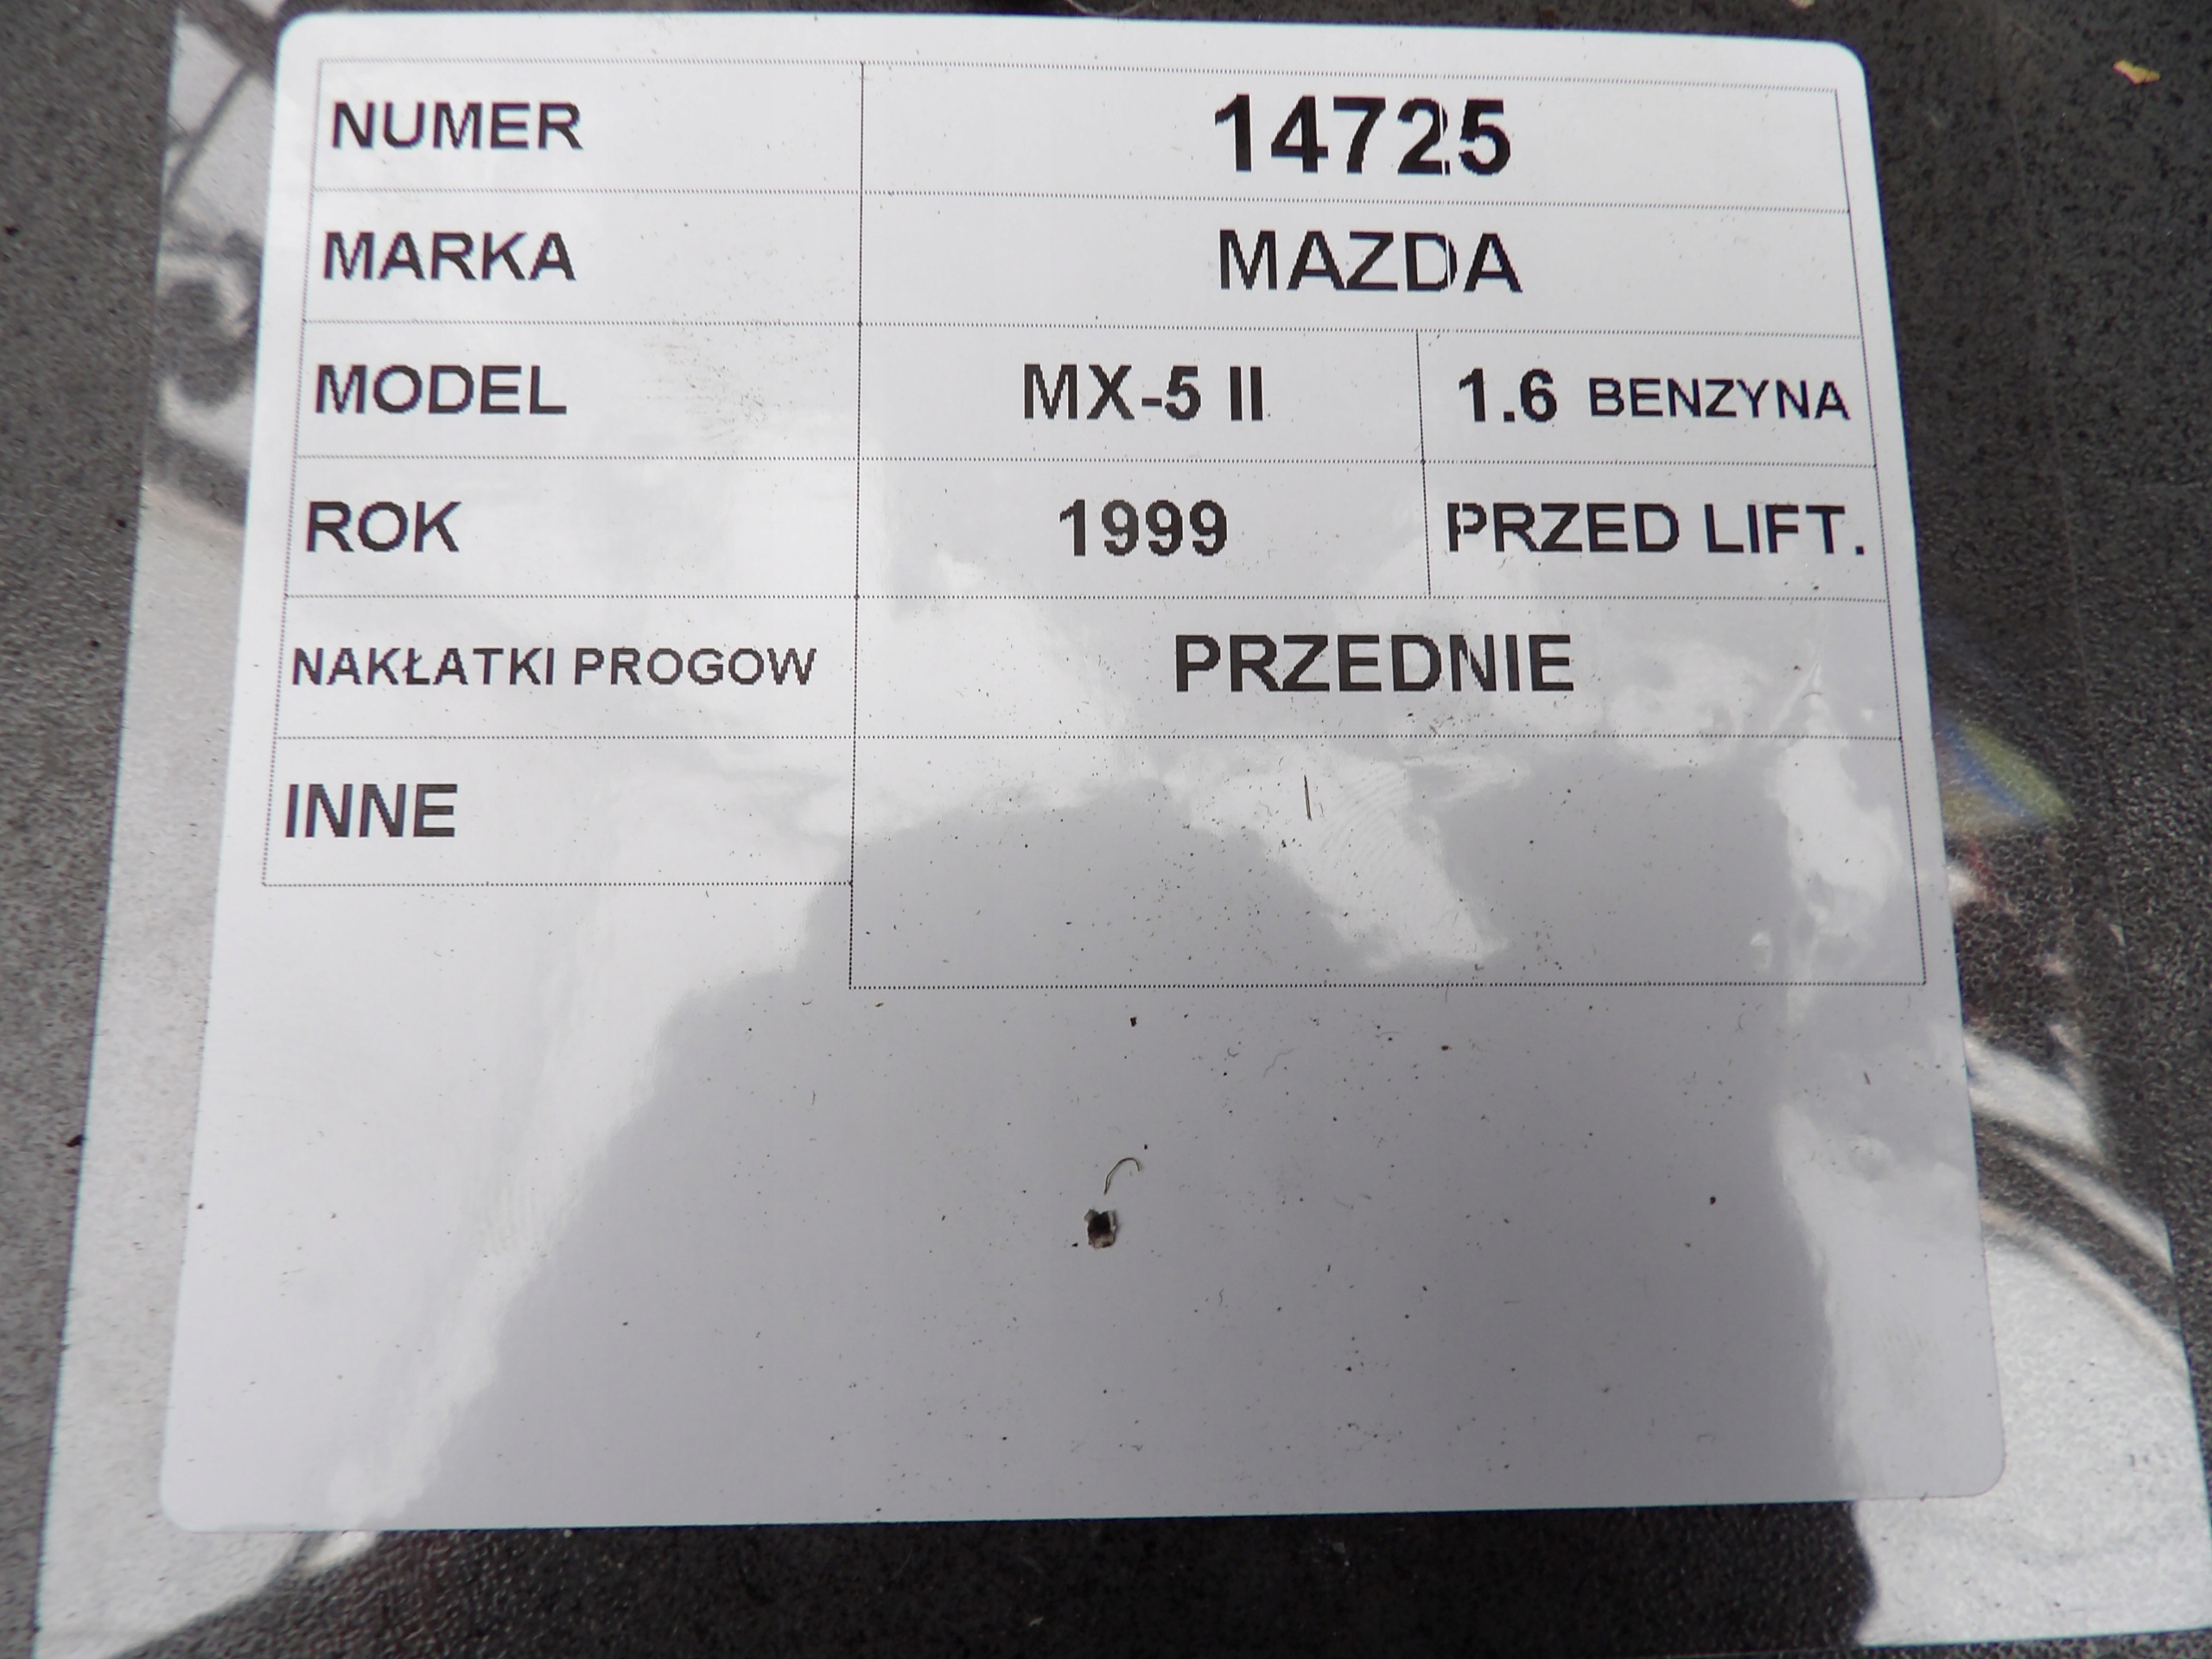 NUMER 14725
MARKA MAZDA
MODEL MX-5 II 1.6 BENZYNA
ROK 1999 PRZED LIFT.
NAKŁATKI PROGOW PRZEDNIE
INNE